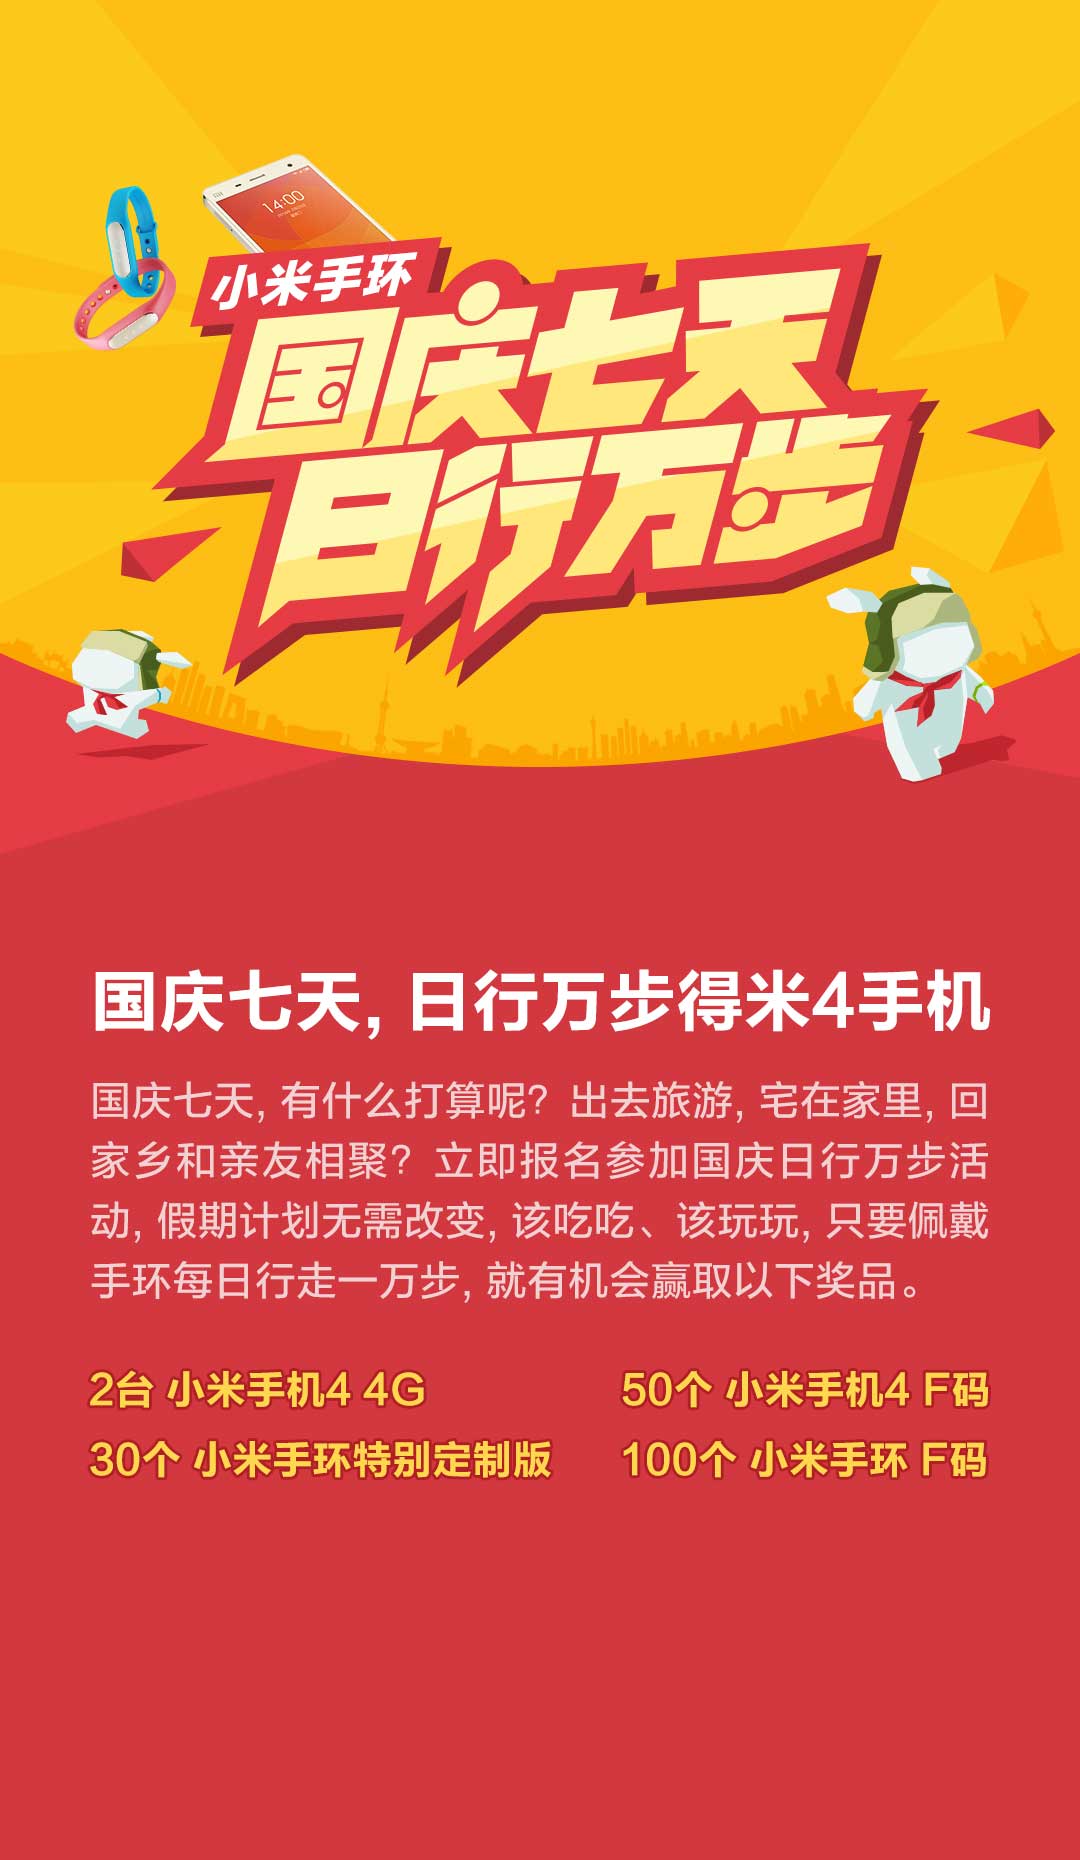 14:00
小米手环
国庆七天
日行万步
国庆七天, 日行万步得米4手机
国庆七天, 有什么打算呢? 出去旅游, 宅在家里, 回
家乡和亲友相聚? 立即报名参加国庆日行万步活
动, 假期计划无需改变, 该吃吃、该玩玩, 只要佩戴
手环每日行走一万步, 就有机会赢取以下奖品。
2台 小米手机4 4G
50个 小米手机4 F码
30个 小米手环特别定制版
100个 小米手环 F码